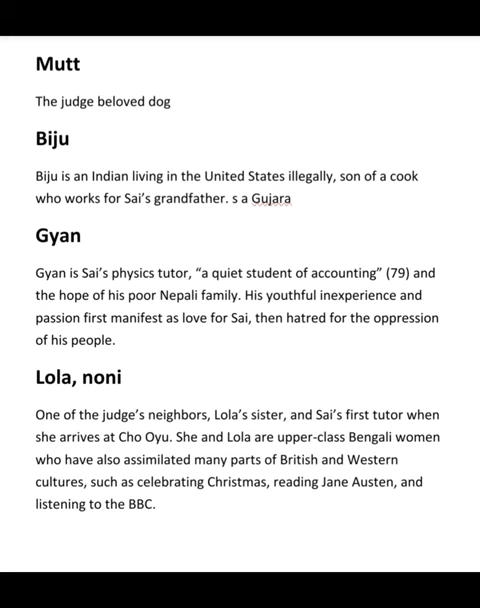 Mutt
The judge beloved dog
Biju
Biju is an Indian living in the United States illegally, son of a cook
who works for Sai’s grandfather. s a Gujara
Gyan
Gyan is Sai’s physics tutor, “a quiet student of accounting” (79) and
the hope of his poor Nepali family. His youthful inexperience and
passion first manifest as love for Sai, then hatred for the oppression
of his people.
Lola, noni
One of the judge’s neighbors, Lola’s sister, and Sai’s first tutor when
she arrives at Cho Oyu. She and Lola are upper-class Bengali women
who have also assimilated many parts of British and Western
cultures, such as celebrating Christmas, reading Jane Austen, and
listening to the BBC.